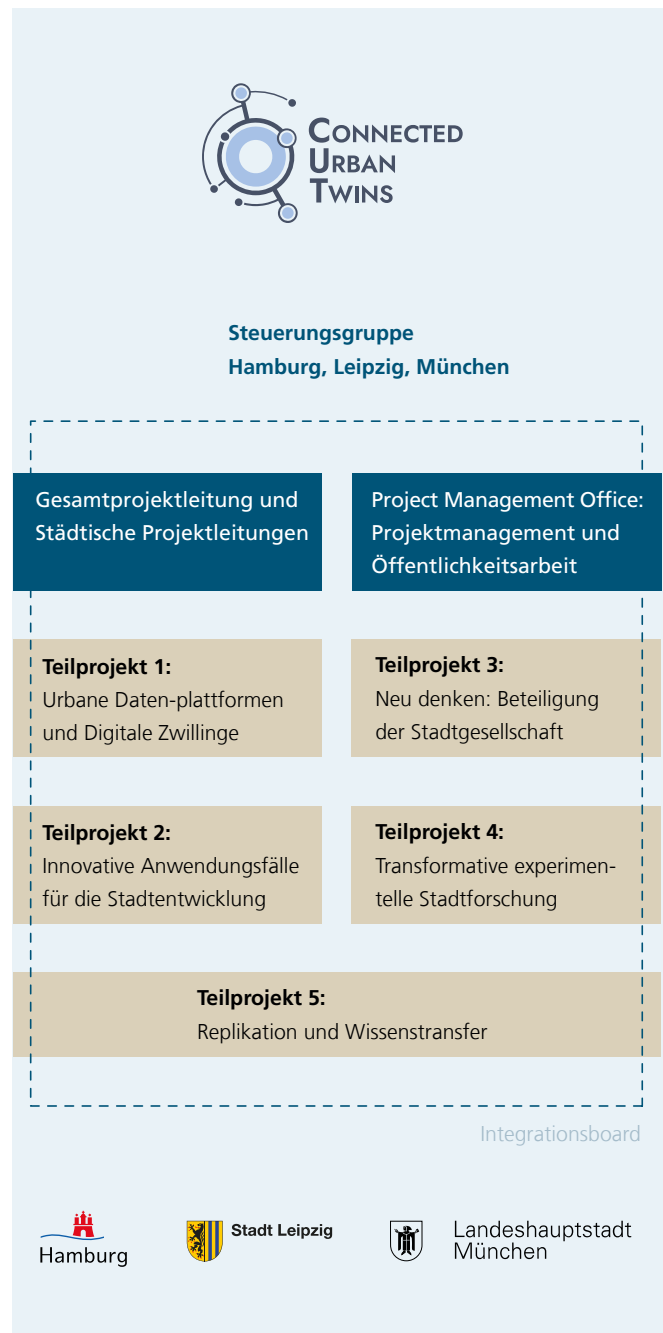 CONNECTED
URBAN
TWINS
Steuerungsgruppe
Hamburg, Leipzig, München
Gesamtprojektleitung und
Städtische Projektleitungen
Project Management Office:
Projektmanagement und
Öffentlichkeitsarbeit
Teilprojekt 1:
Urbane Daten-plattformen
und Digitale Zwillinge
Teilprojekt 3:
Neu denken: Beteiligung
der Stadtgesellschaft
Teilprojekt 2:
Innovative Anwendungsfälle
für die Stadtentwicklung
Teilprojekt 4:
Transformative experimen-
telle Stadtforschung
Teilprojekt 5:
Replikation und Wissenstransfer
Integrationsboard
Hamburg
Stadt Leipzig
Landeshauptstadt
München